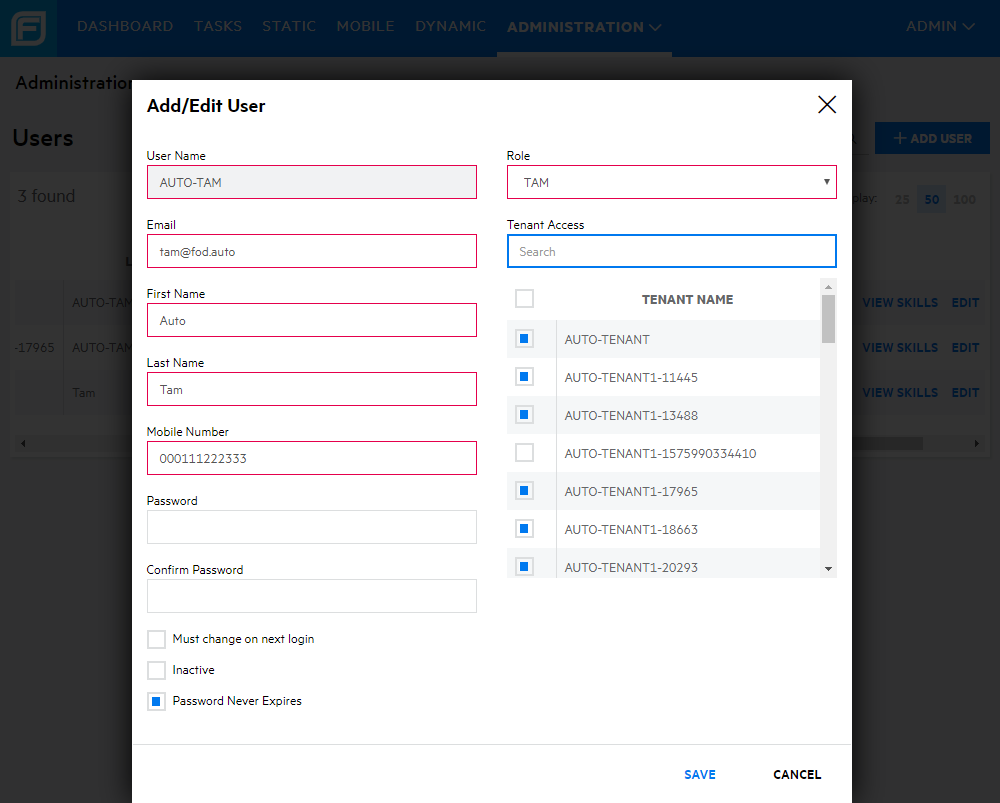 DASHBOARD TASKS STATIC MOBILE DYNAMIC ADMINISTRATION ADMIN
Administration
Users
+ ADD USER
3 found
play: 25 50 100
AUTO-TAM VIEW SKILLS EDIT
-17965 AUTO-TAM VIEW SKILLS EDIT
Tam VIEW SKILLS EDIT
Add/Edit User
User Name
AUTO-TAM
Email
tam@fod.auto
First Name
Auto
Last Name
Tam
Mobile Number
000111222333
Password
Confirm Password
Must change on next login
Inactive
Password Never Expires
Role
TAM
Tenant Access
Search
TENANT NAME
AUTO-TENANT
AUTO-TENANT1-11445
AUTO-TENANT1-13488
AUTO-TENANT1-1575990334410
AUTO-TENANT1-17965
AUTO-TENANT1-18663
AUTO-TENANT1-20293
SAVE CANCEL